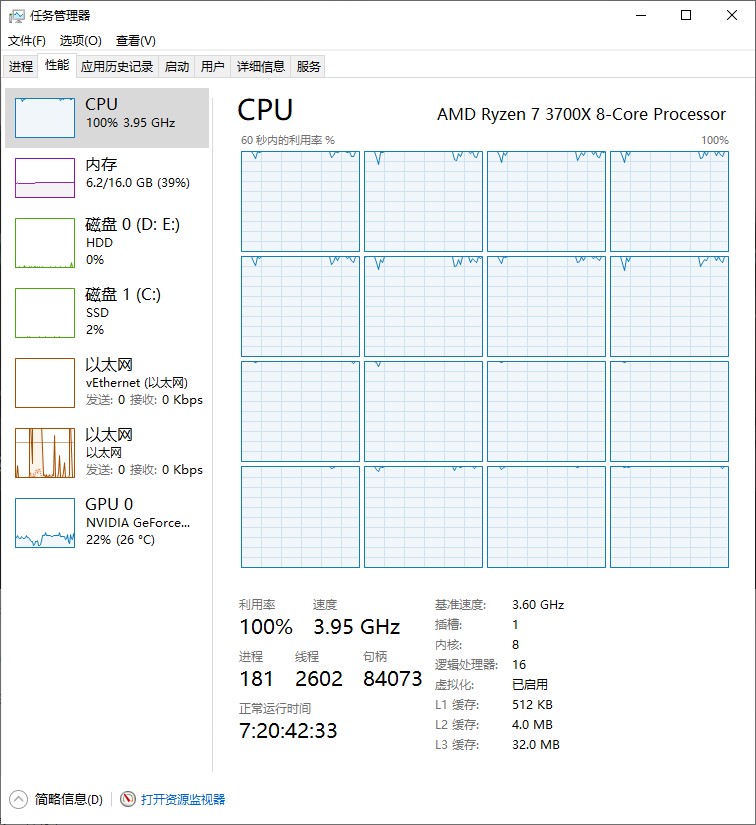 任务管理器
文件(F) 选项(O) 查看(V)
进程 性能 应用历史记录 启动 用户 详细信息 服务
CPU
100% 3.95 GHz
内存
6.2/16.0 GB (39%)
磁盘 0 (D: E:)
HDD
0%
磁盘 1 (C:)
SSD
2%
以太网
vEthernet (以太网)
发送: 0 接收: 0 Kbps
以太网
以太网
发送: 0 接收: 0 Kbps
GPU 0
NVIDIA GeForce...
22% (26 °C)
CPU
AMD Ryzen 7 3700X 8-Core Processor
60 秒内的利用率 % 100%
利用率 速度
100% 3.95 GHz
进程 线程 句柄
181 2602 84073
正常运行时间
7:20:42:33
基准速度: 3.60 GHz
插槽: 1
内核: 8
逻辑处理器: 16
虚拟化: 已启用
L1 缓存: 512 KB
L2 缓存: 4.0 MB
L3 缓存: 32.0 MB
简略信息(D) 打开资源监视器